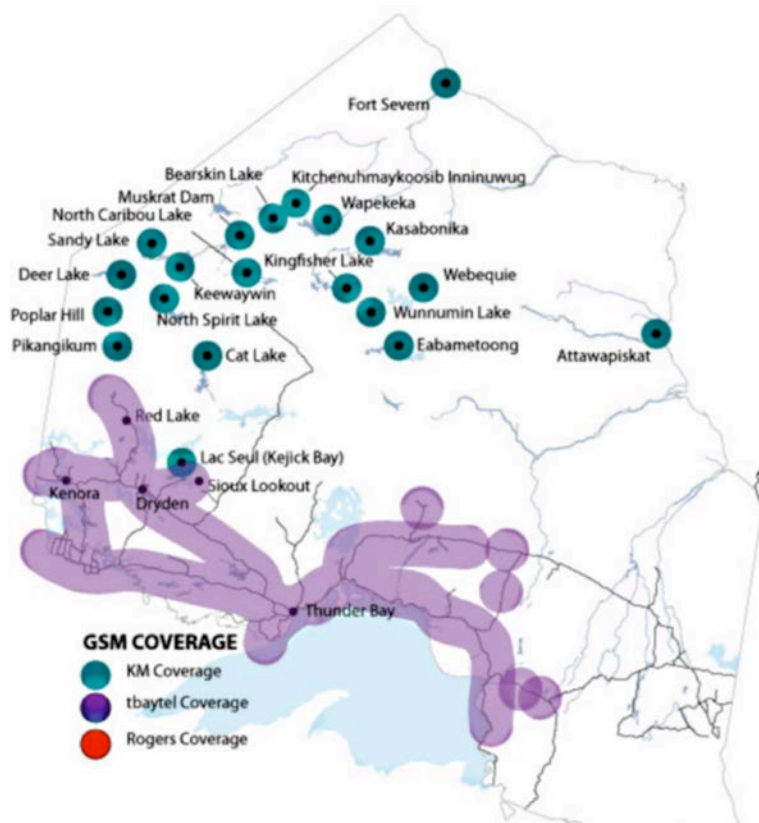 Fort Severn
Bearskin Lake
Kitchenuhmaykoosib Inninuwug
Muskrat Dam
Wapekeka
North Caribou Lake
Kasabonika
Sandy Lake
Kingfisher Lake
Deer Lake
Webequie
Keewaywin
Poplar Hill
Wunnumin Lake
North Spirit Lake
Pikangikum
Eabametoong
Cat Lake
Attawapiskat
Red Lake
Lac Seul (Kejick Bay)
Sioux Lookout
Kenora
Dryden
Thunder Bay
GSM COVERAGE
KM Coverage
tbaytel Coverage
Rogers Coverage